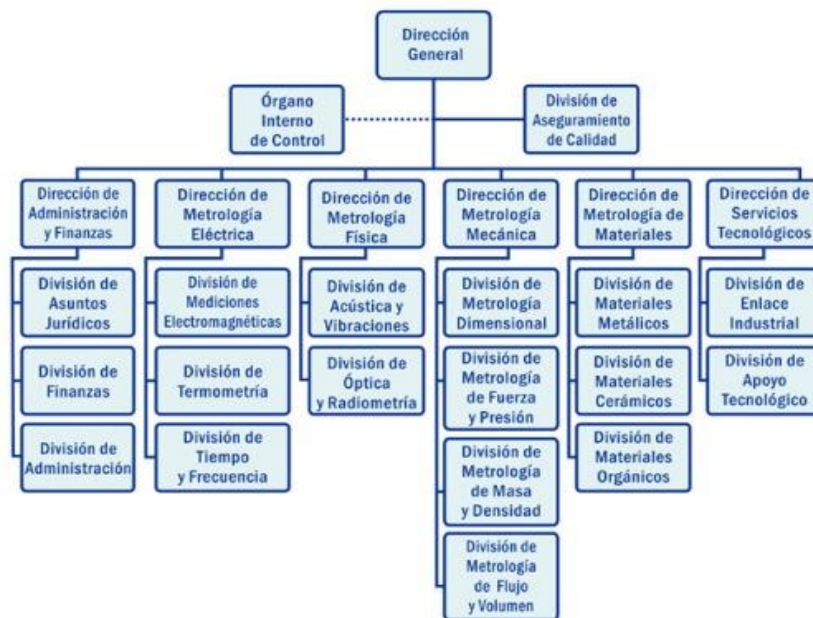 Dirección
General
Órgano
Interno
de Control
División de
Aseguramiento
de Calidad
Dirección de
Administración
y Finanzas
Dirección de
Metrología
Eléctrica
Dirección de
Metrología
Física
Dirección de
Metrología
Mecánica
Dirección de
Metrología de
Materiales
Dirección de
Servicios
Tecnológicos
División de
Asuntos
Jurídicos
División de
Finanzas
División de
Administración
División de
Mediciones
Electromagnéticas
División de
Termometría
División de
Tiempo
y Frecuencia
División de
Acústica y
Vibraciones
División de
Óptica
y Radiometría
División de
Metrología
Dimensional
División de
Metrología
de Fuerza
y Presión
División de
Metrología
de Masa
y Densidad
División de
Metrología
de Flujo
y Volumen
División de
Materiales
Metálicos
División de
Materiales
Cerámicos
División de
Materiales
Orgánicos
División de
Enlace
Industrial
División de
Apoyo
Tecnológico